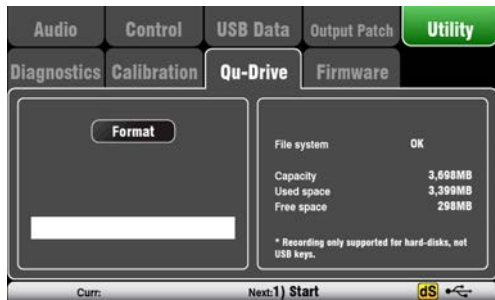 Audio Control USB Data Output Patch Utility
Diagnostics Calibration Qu-Drive Firmware
Format
File system OK
Capacity 3,698MB
Used space 3,399MB
Free space 298MB
* Recording only supported for hard-disks, not
USB keys.
Curr: Next:1) Start dS